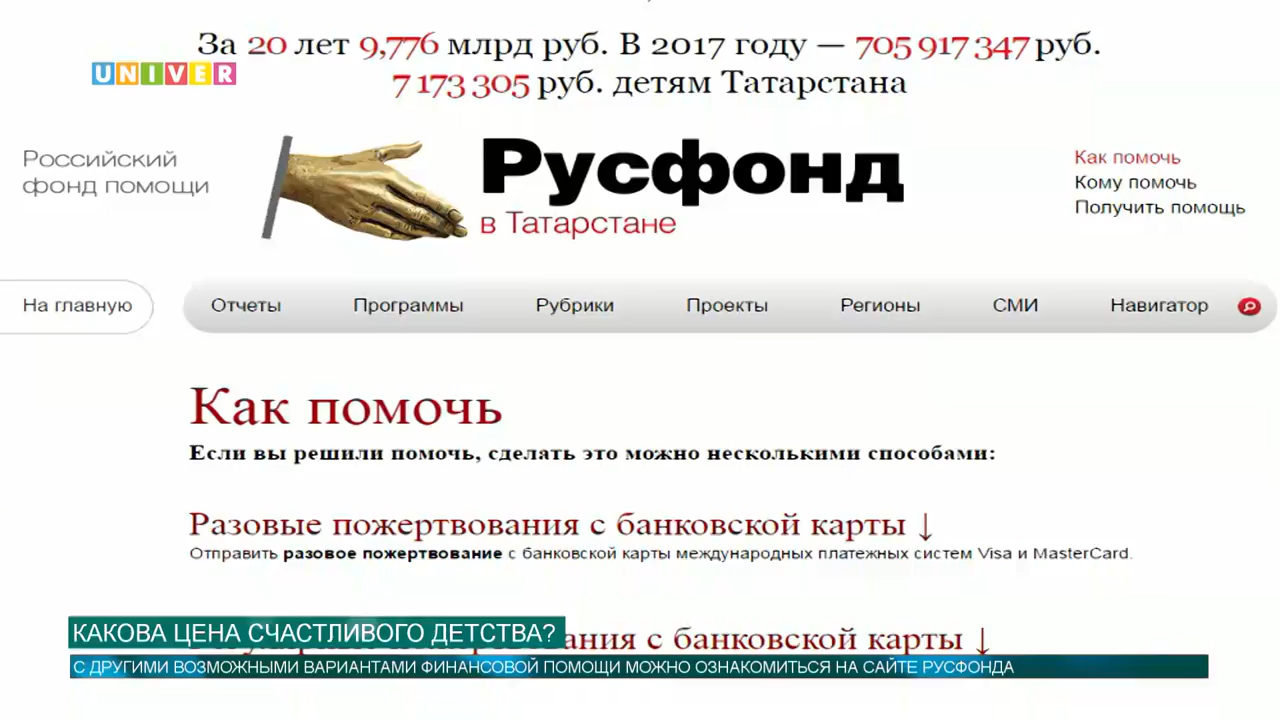 За 20 лет 9,776 млрд руб. В 2017 году — 705 917 347 руб.
UNIVER
7 173 305 руб. детям Татарстана
Российский
фонд помощи
Русфонд
в Татарстане
Как помочь
Кому помочь
Получить помощь
На главную
Отчеты Программы Рубрики Проекты Регионы СМИ Навигатор
Как помочь
Если вы решили помочь, сделать это можно несколькими способами:
Разовые пожертвования с банковской карты ↓
Отправить разовое пожертвование с банковской карты международных платежных систем Visa и MasterCard.
с банковской карты ↓
КАКОВА ЦЕНА СЧАСТЛИВОГО ДЕТСТВА?
С ДРУГИМИ ВОЗМОЖНЫМИ ВАРИАНТАМИ ФИНАНСОВОЙ ПОМОЩИ МОЖНО ОЗНАКОМИТЬСЯ НА САЙТЕ РУСФОНДА